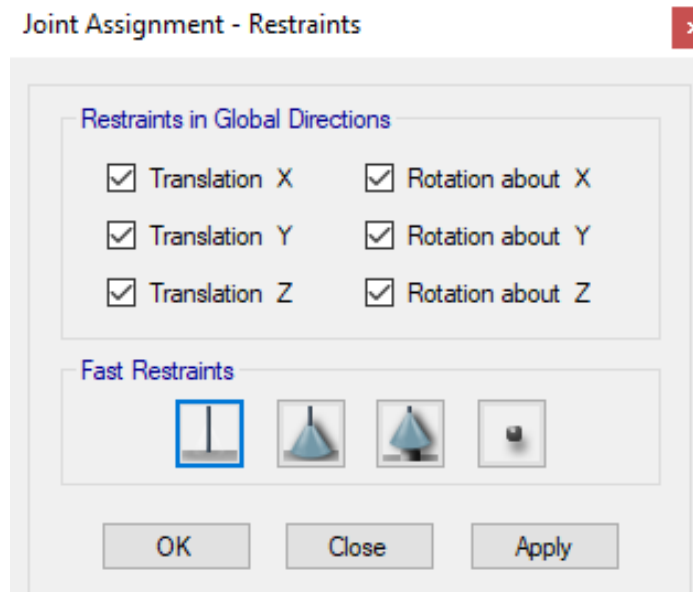 Joint Assignment - Restraints
Restraints in Global Directions
Translation X
Rotation about X
Translation Y
Rotation about Y
Translation Z
Rotation about Z
Fast Restraints
OK
Close
Apply